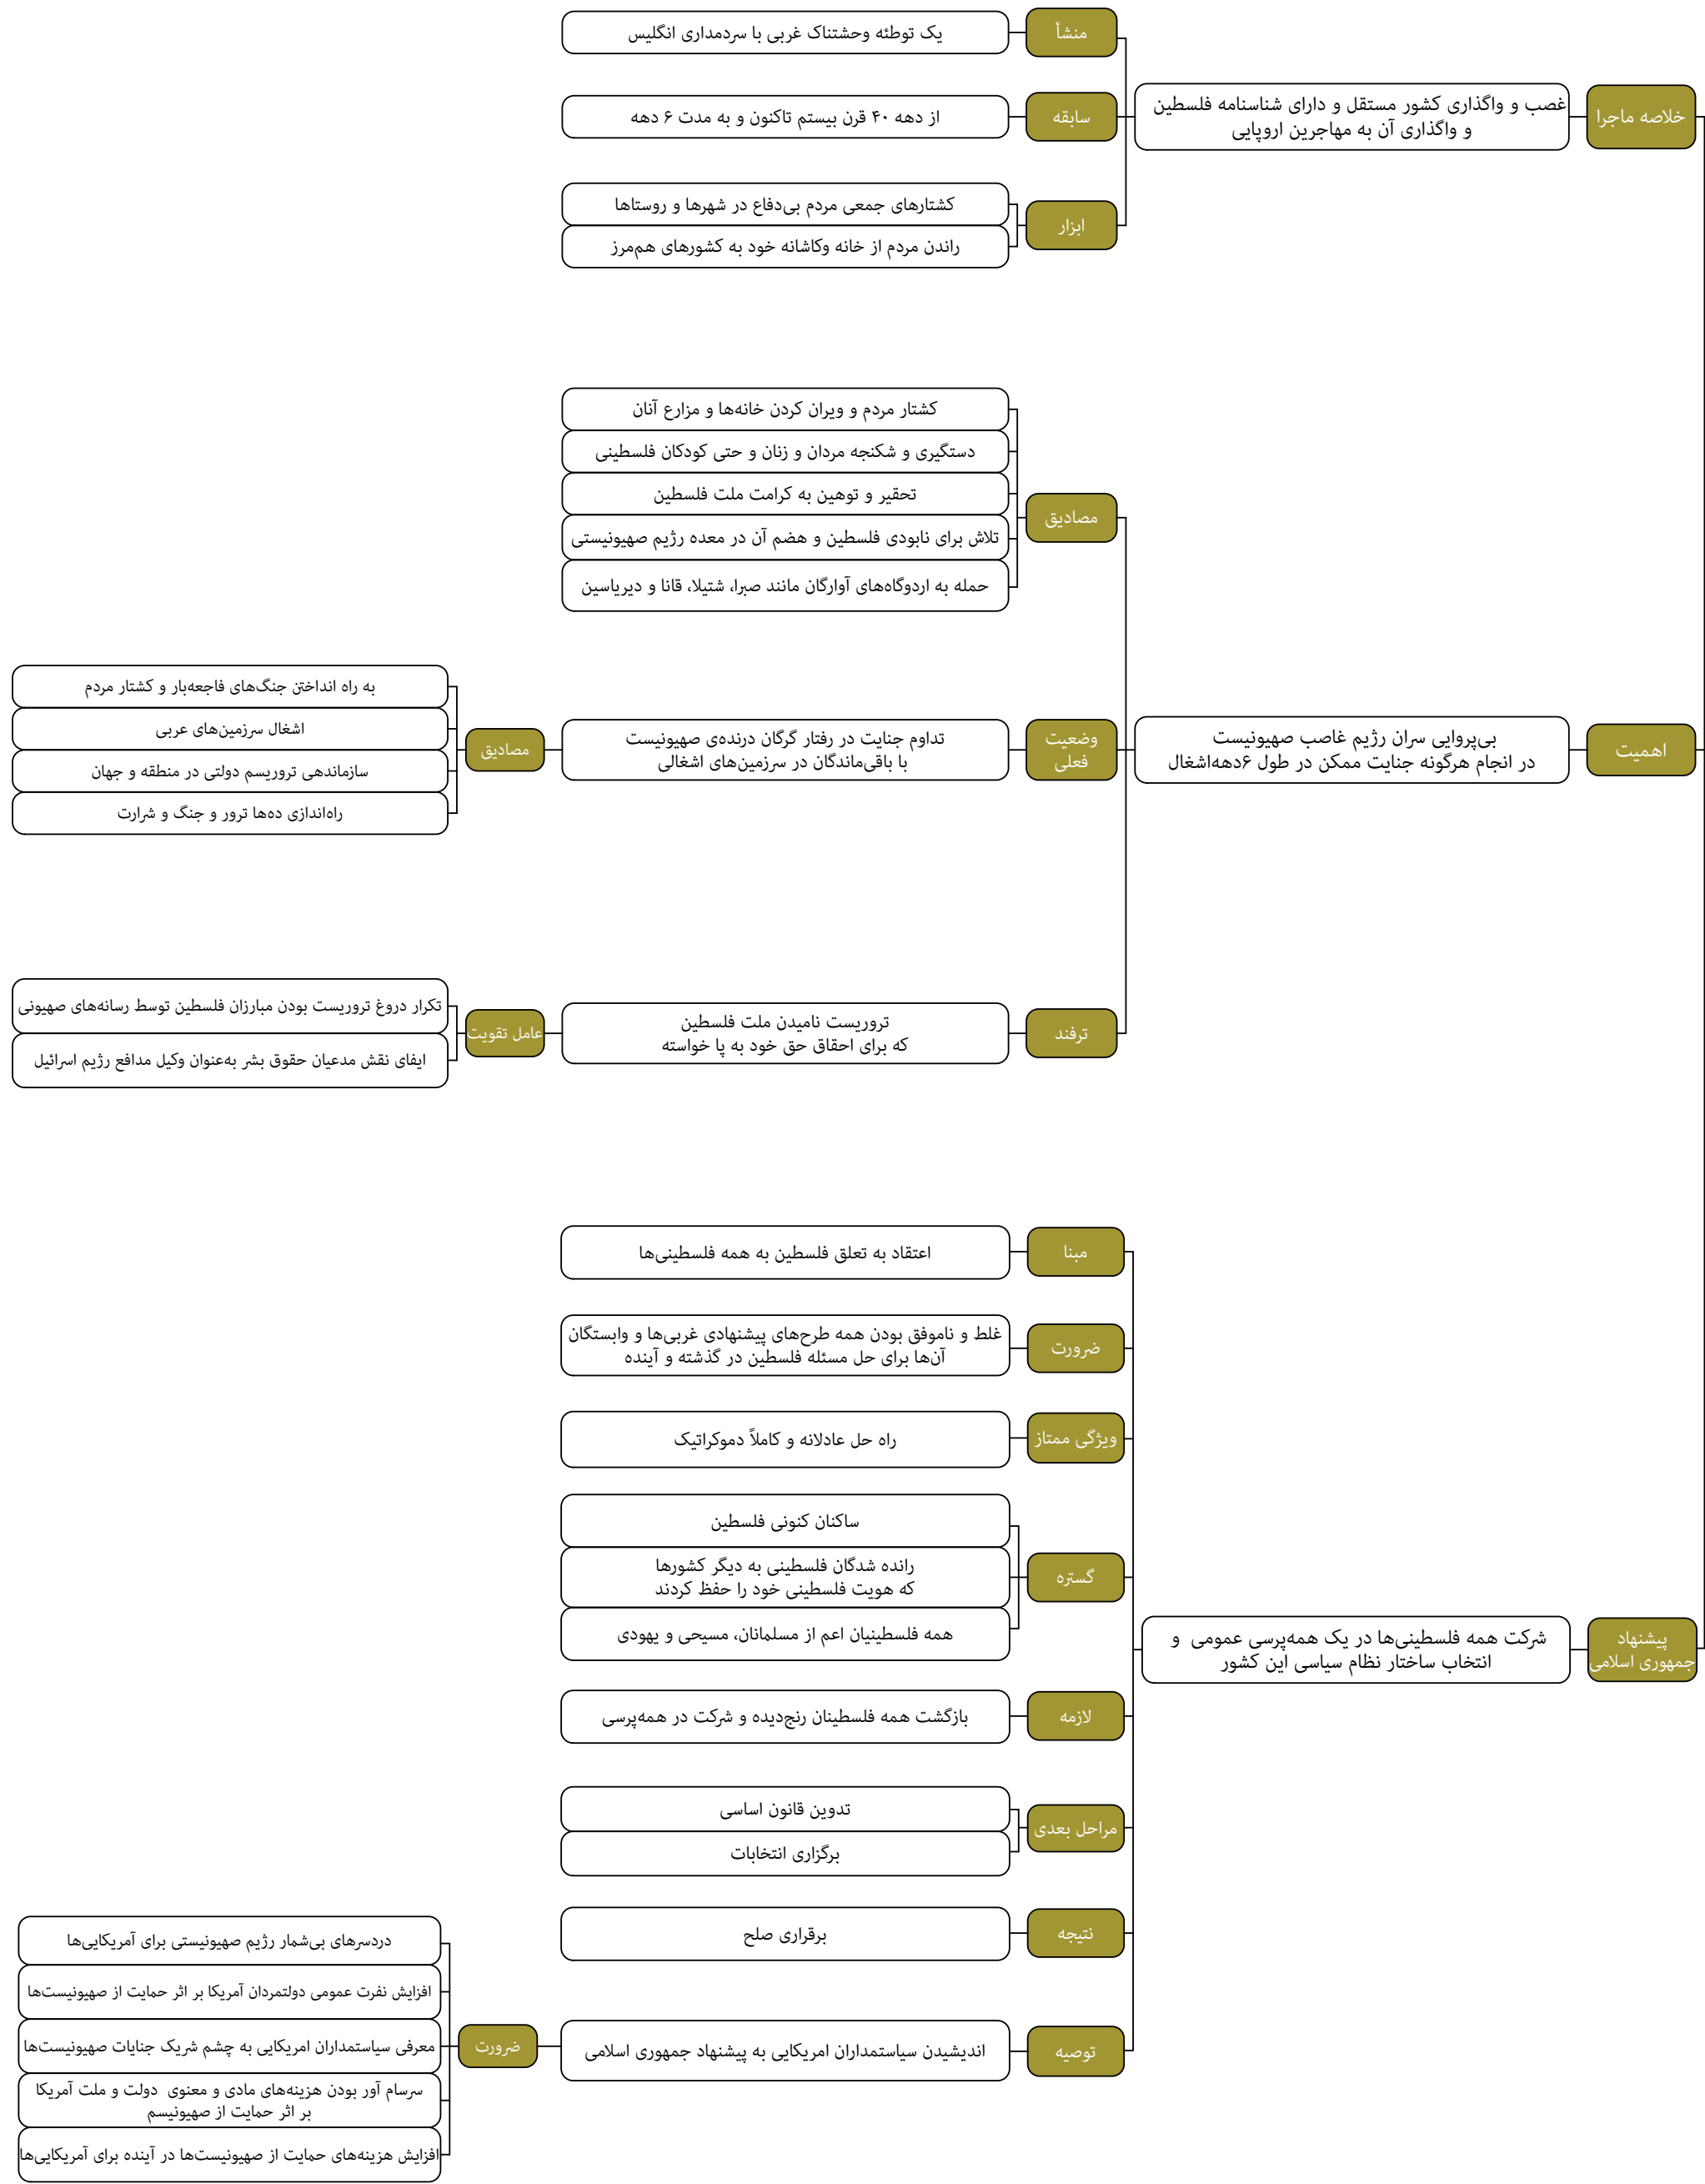 خلاصه ماجرا
غصب و واگذاری کشور مستقل و دارای شناسنامه فلسطین
و واگذاری آن به مهاجرین اروپایی
منشأ
یک توطئه وحشتناک غربی با سردمداری انگلیس
سابقه
از دهه ۴۰ قرن بیستم تاکنون و به مدت ۶ دهه
ابزار
کشتارهای جمعی مردم بی‌دفاع در شهرها و روستاها
راندن مردم از خانه وکاشانه خود به کشورهای هم‌مرز
اهمیت
بی‌پروایی سران رژیم غاصب صهیونیست
در انجام هرگونه جنایت ممکن در طول ۶دهه‌اشغال
مصادیق
کشتار مردم و ویران کردن خانه‌ها و مزارع آنان
دستگیری و شکنجه مردان و زنان و حتی کودکان فلسطینی
تحقیر و توهین به کرامت ملت فلسطین
تلاش برای نابودی فلسطین و هضم آن در معده رژیم صهیونیستی
حمله به اردوگاه‌های آوارگان مانند صبرا، شتیلا، قانا و دیریاسین
وضعیت
فعلی
تداوم جنایت در رفتار گرگان درنده‌ی صهیونیست
با باقی‌ماندگان در سرزمین‌های اشغالی
مصادیق
به راه انداختن جنگ‌های فاجعه‌بار و کشتار مردم
اشغال سرزمین‌های عربی
سازماندهی تروریسم دولتی در منطقه و جهان
راه‌اندازی ده‌ها ترور و جنگ و شرارت
ترفند
تروریست نامیدن ملت فلسطین
که برای احقاق حق خود به پا خواسته
عامل تقویت
تکرار دروغ تروریست بودن مبارزان فلسطین توسط رسانه‌های صهیونی
ایفای نقش مدعیان حقوق بشر به‌عنوان وکیل مدافع رژیم اسرائیل
پیشنهاد
جمهوری اسلامی
شرکت همه فلسطینی‌ها در یک همه‌پرسی عمومی و
انتخاب ساختار نظام سیاسی این کشور
مبنا
اعتقاد به تعلق فلسطین به همه فلسطینی‌ها
ضرورت
غلط و ناموفق بودن همه طرح‌های پیشنهادی غربی‌ها و وابستگان
آن‌ها برای حل مسئله فلسطین در گذشته و آینده
ویژگی ممتاز
راه حل عادلانه و کاملاً دموکراتیک
گستره
ساکنان کنونی فلسطین
رانده شدگان فلسطینی به دیگر کشورها
که هویت فلسطینی خود را حفظ کردند
همه فلسطینیان اعم از مسلمانان، مسیحی و یهودی
لازمه
بازگشت همه فلسطینان رنج‌دیده و شرکت در همه‌پرسی
مراحل بعدی
تدوین قانون اساسی
برگزاری انتخابات
نتیجه
برقراری صلح
توصیه
اندیشیدن سیاستمداران امریکایی به پیشنهاد جمهوری اسلامی
ضرورت
دردسرهای بی‌شمار رژیم صهیونیستی برای آمریکایی‌ها
افزایش نفرت عمومی دولتمردان آمریکا بر اثر حمایت از صهیونیست‌ها
معرفی سیاستمداران امریکایی به چشم شریک جنایات صهیونیست‌ها
سرسام آور بودن هزینه‌های مادی و معنوی دولت و ملت آمریکا
بر اثر حمایت از صهیونیسم
افزایش هزینه‌های حمایت از صهیونیست‌ها در آینده برای آمریکایی‌ها